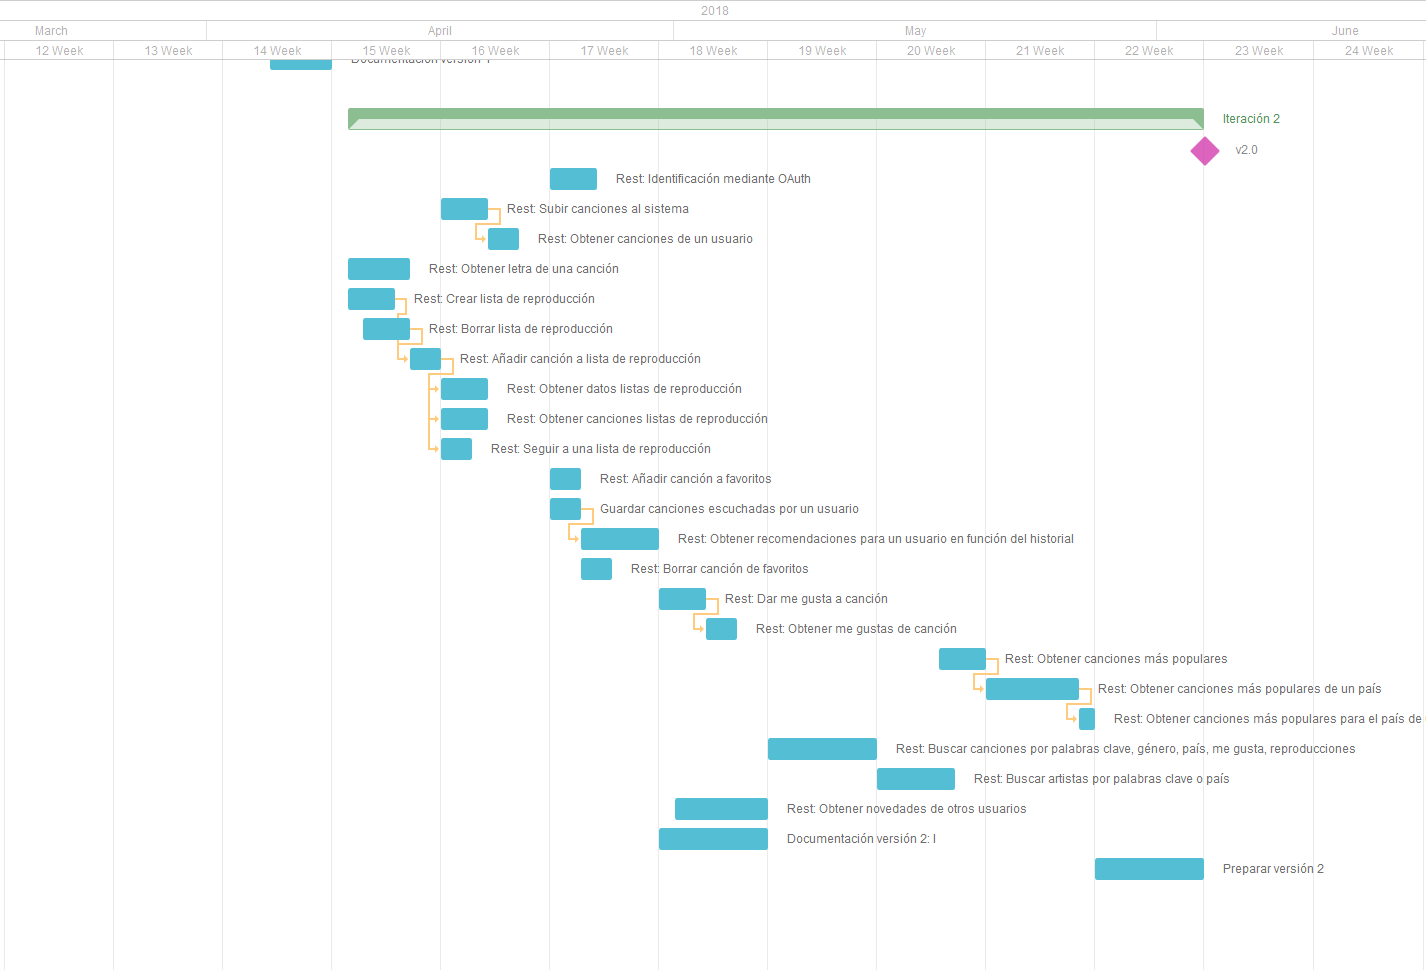 2018
March April May June
12 Week 13 Week 14 Week 15 Week 16 Week 17 Week 18 Week 19 Week 20 Week 21 Week 22 Week 23 Week 24 Week
Documentación versión 1
Iteración 2
v2.0
Rest: Identificación mediante OAuth
Rest: Subir canciones al sistema
Rest: Obtener canciones de un usuario
Rest: Obtener letra de una canción
Rest: Crear lista de reproducción
Rest: Borrar lista de reproducción
Rest: Añadir canción a lista de reproducción
Rest: Obtener datos listas de reproducción
Rest: Obtener canciones listas de reproducción
Rest: Seguir a una lista de reproducción
Rest: Añadir canción a favoritos
Guardar canciones escuchadas por un usuario
Rest: Obtener recomendaciones para un usuario en función del historial
Rest: Borrar canción de favoritos
Rest: Dar me gusta a canción
Rest: Obtener me gustas de canción
Rest: Obtener canciones más populares
Rest: Obtener canciones más populares de un país
Rest: Obtener canciones más populares para el país de
Rest: Buscar canciones por palabras clave, género, país, me gusta, reproducciones
Rest: Buscar artistas por palabras clave o país
Rest: Obtener novedades de otros usuarios
Documentación versión 2: I
Preparar versión 2